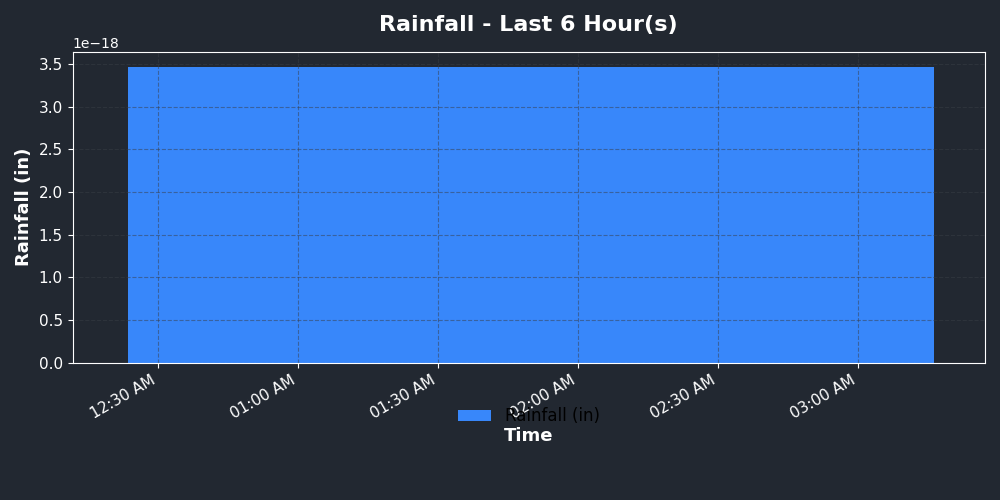 Rainfall - Last 6 Hour(s)
1e−18
3.5
3.0
2.5
2.0
1.5
1.0
0.5
0.0
Rainfall (in)
12:30 AM
01:00 AM
01:30 AM
02:00 AM
02:30 AM
03:00 AM
Rainfall (in)
Time